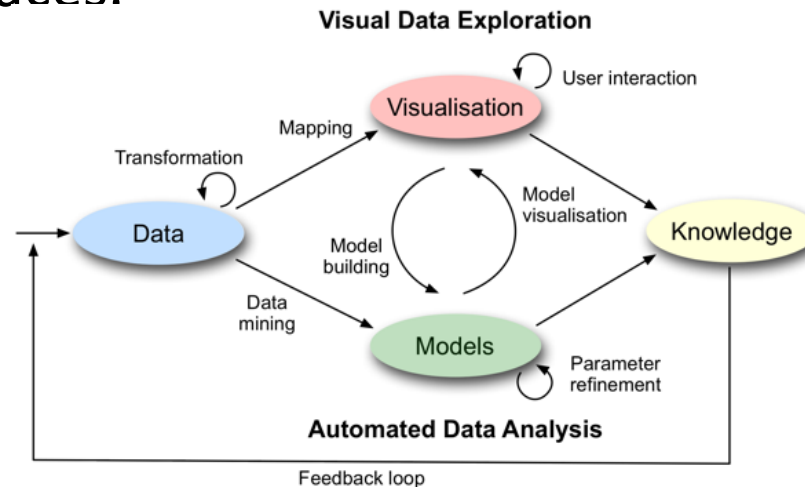 Visual Data Exploration
Visualisation
User interaction
Mapping
Transformation
Data
Model
visualisation
Knowledge
Model
building
Data
mining
Models
Parameter
refinement
Automated Data Analysis
Feedback loop